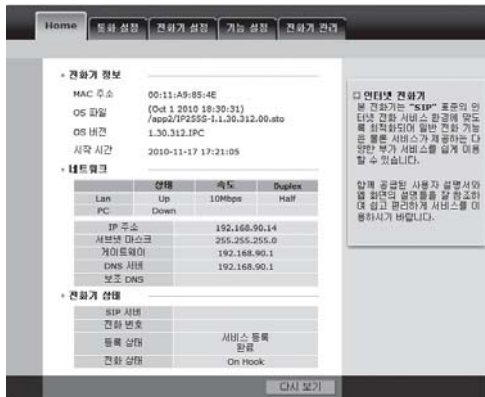 Home 통화 설정 전화기 설정 기능 설정 전화기 관리
전화기 정보
MAC 주소 00:11:A9:85:4E
OS 파일 (Oct 1 2010 18:30:31)
/app2/IP255S-I.1.30.312.00.sto
OS 버전 1.30.312.IPC
시작 시간 2010-11-17 17:21:05
네트워크
상태 속도 Duplex
Lan Up 10Mbps Half
PC Down
IP 주소 192.168.90.14
서브넷 마스크 255.255.255.0
게이트웨이 192.168.90.1
DNS 서버 192.168.90.1
보조 DNS
전화기 상태
SIP 서버
전화 번호
등록 상태 서비스 등록
완료
전화 상태 On Hook
다시 보기
인터넷 전화기
본 전화기는 "SIP" 표준의 인
터넷 전화 서비스 환경에 맞도
록 최적화되어 일반 전화 기능
은 물론 서비스가 제공하는 다
양한 부가 서비스를 쉽게 이용
할 수 있습니다.
함께 공급된 사용자 설명서와
웹 화면의 설명들을 잘 참조하
여 쉽고 편리하게 서비스를 이
용하시기 바랍니다.